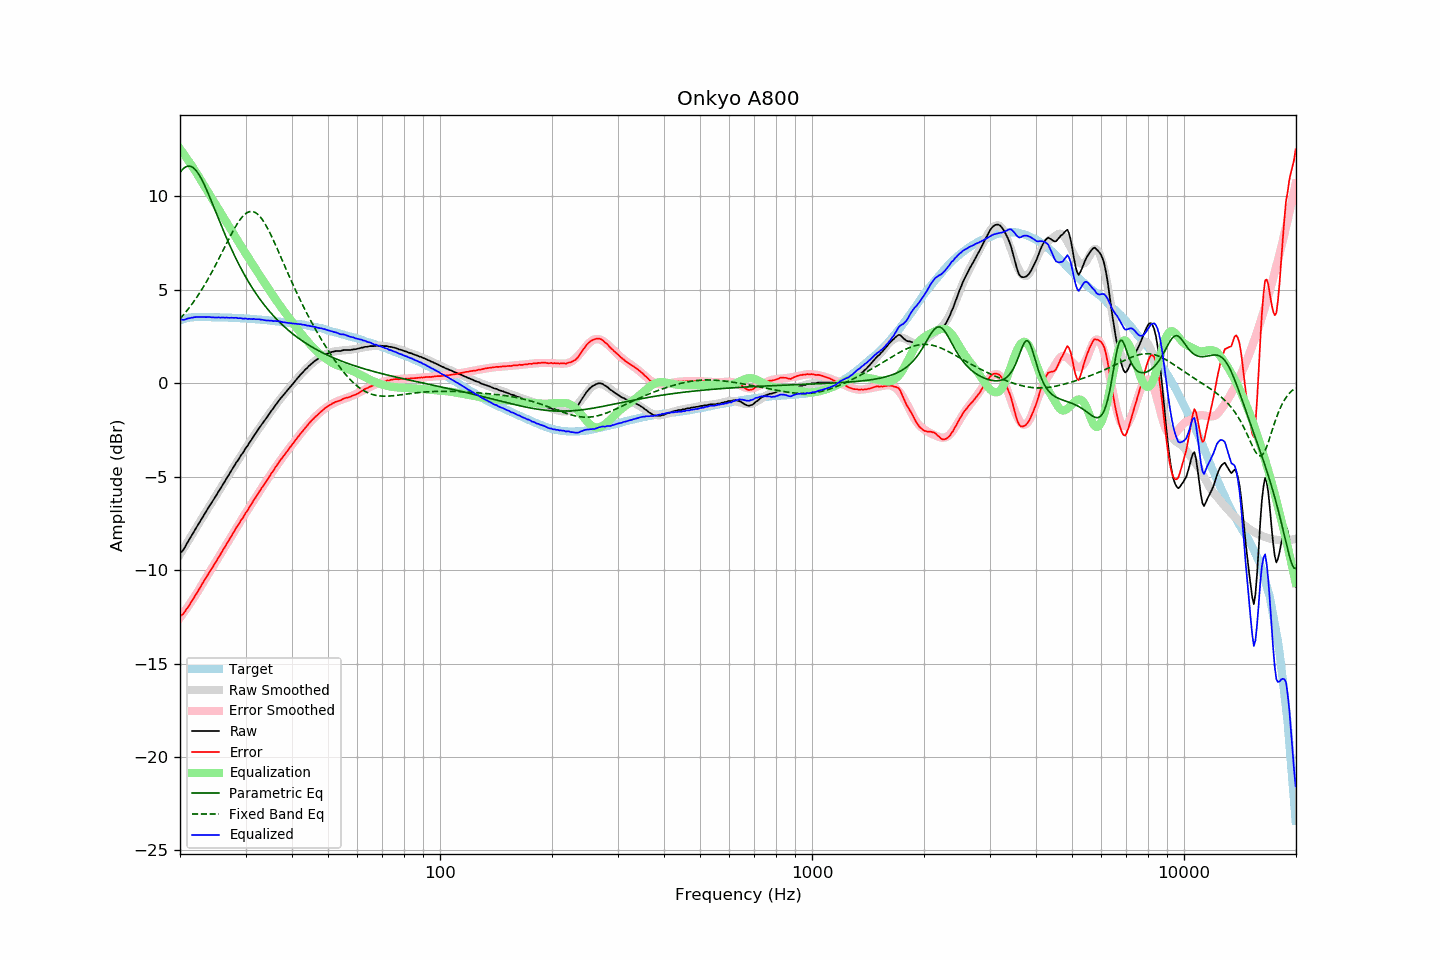 Onkyo A800
Amplitude (dBr)
10
5
0
−5
−10
−15
−20
−25
Target
Raw Smoothed
Error Smoothed
Raw
Error
Equalization
Parametric Eq
Fixed Band Eq
Equalized
100
1000
10000
Frequency (Hz)